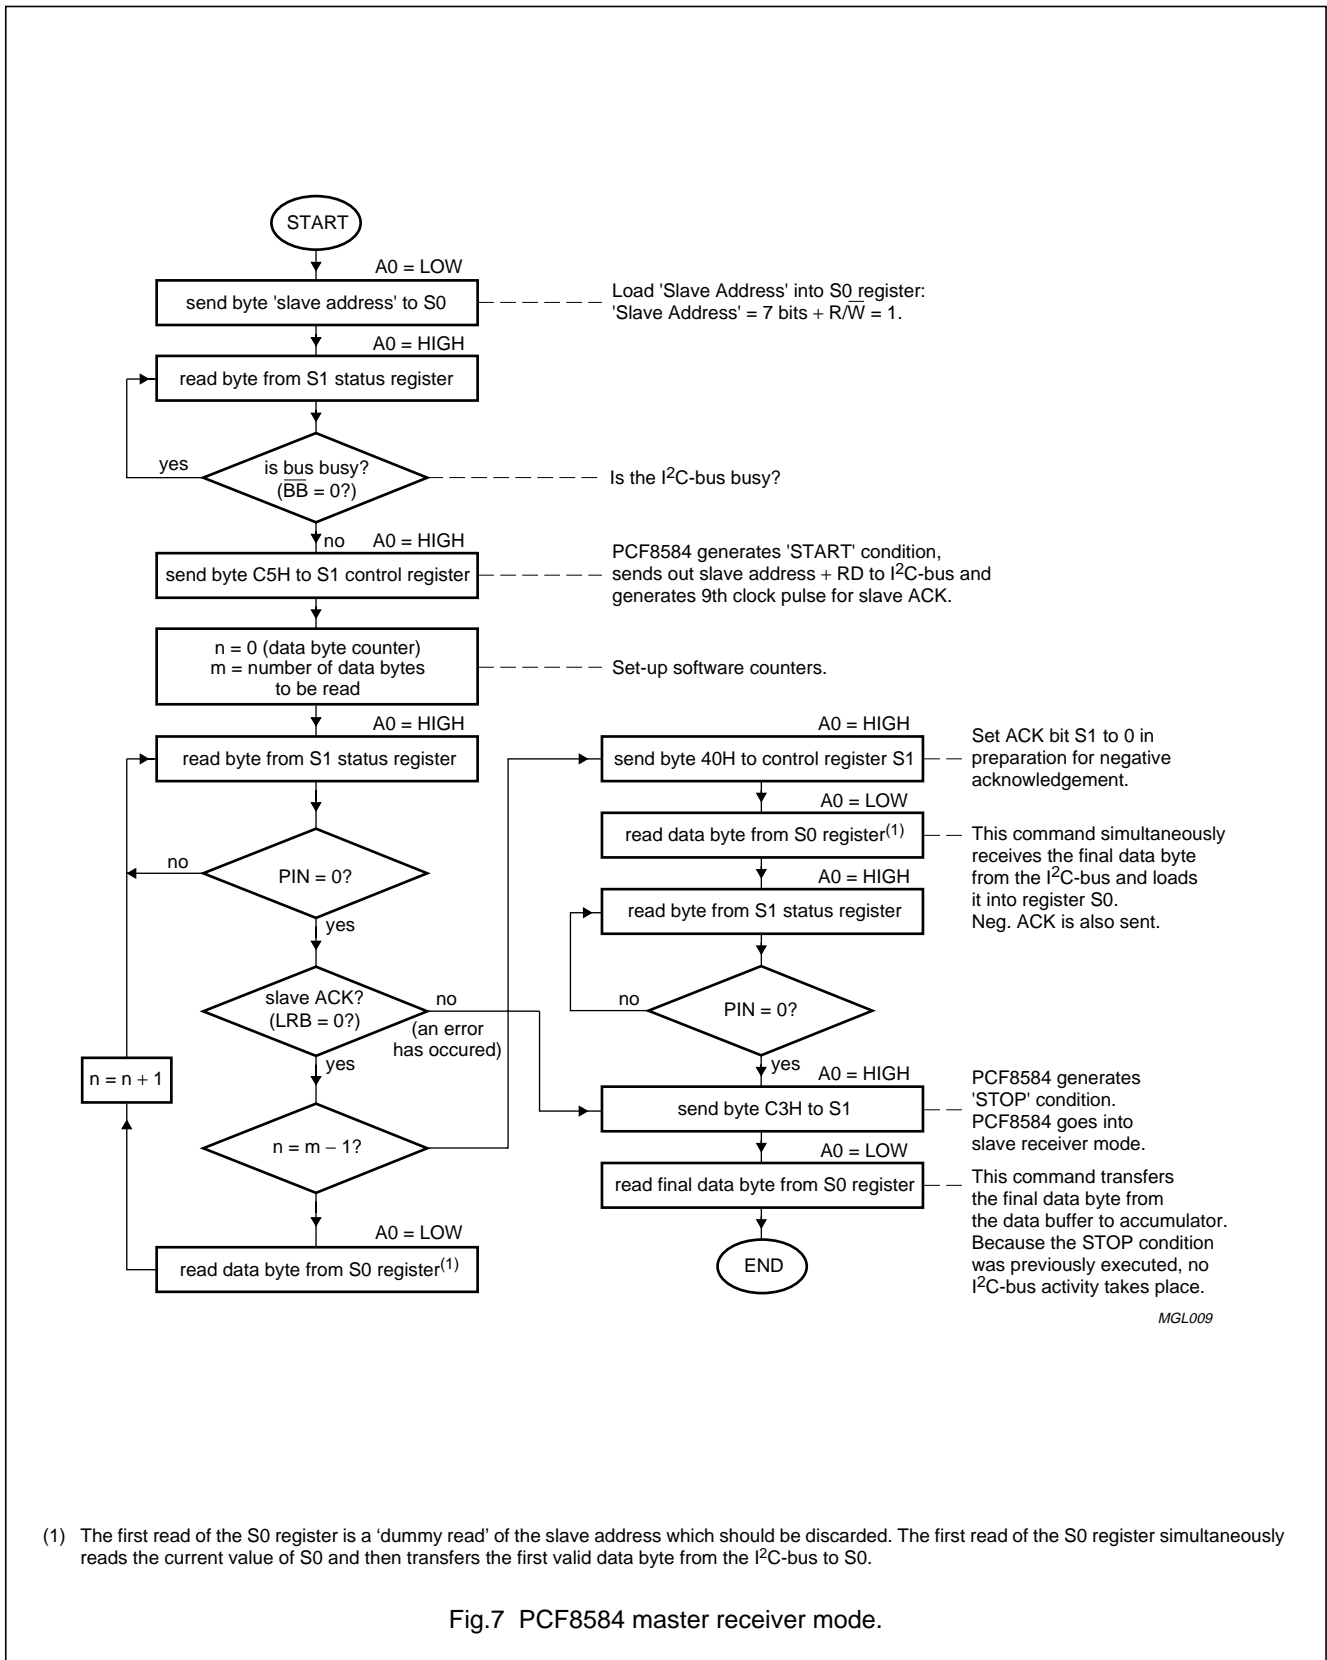 START
A0 = LOW
send byte 'slave address' to S0
Load 'Slave Address' into S0 register:
'Slave Address' = 7 bits + R/W̅ = 1.
A0 = HIGH
read byte from S1 status register
yes
is bus busy?
(B̅B̅ = 0?)
Is the I²C-bus busy?
no
A0 = HIGH
send byte C5H to S1 control register
PCF8584 generates 'START' condition,
sends out slave address + RD to I²C-bus and
generates 9th clock pulse for slave ACK.
n = 0 (data byte counter)
m = number of data bytes
to be read
Set-up software counters.
A0 = HIGH
read byte from S1 status register
no
PIN = 0?
yes
slave ACK?
(LRB = 0?)
no
(an error
has occured)
yes
n = n + 1
n = m − 1?
A0 = LOW
read data byte from S0 register(1)
A0 = HIGH
send byte 40H to control register S1
Set ACK bit S1 to 0 in
preparation for negative
acknowledgement.
A0 = LOW
read data byte from S0 register(1)
This command simultaneously
receives the final data byte
from the I²C-bus and loads
it into register S0.
Neg. ACK is also sent.
A0 = HIGH
read byte from S1 status register
no
PIN = 0?
yes
A0 = HIGH
send byte C3H to S1
PCF8584 generates
'STOP' condition.
PCF8584 goes into
slave receiver mode.
A0 = LOW
read final data byte from S0 register
This command transfers
the final data byte from
the data buffer to accumulator.
Because the STOP condition
was previously executed, no
I²C-bus activity takes place.
END
MGL009
(1) The first read of the S0 register is a ‘dummy read’ of the slave address which should be discarded. The first read of the S0 register simultaneously
reads the current value of S0 and then transfers the first valid data byte from the I²C-bus to S0.
Fig.7 PCF8584 master receiver mode.